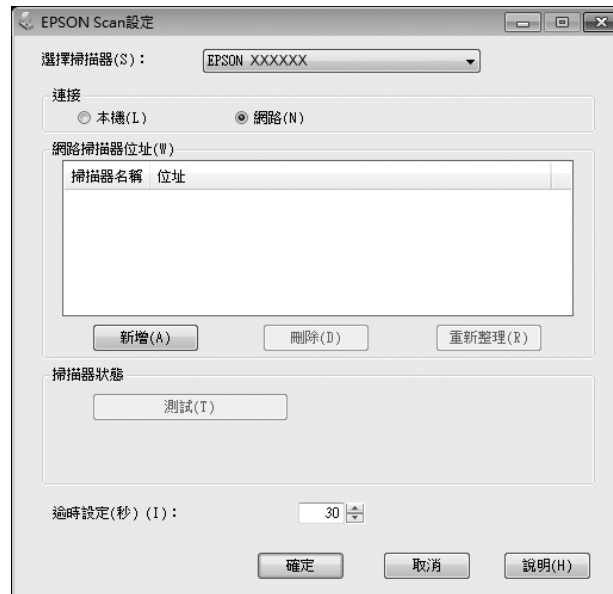 EPSON Scan設定
選擇掃描器(S)： EPSON XXXXXX
連接
本機(L) 網路(N)
網路掃描器位址(W)
掃描器名稱 位址
新增(A) 刪除(D) 重新整理(R)
掃描器狀態
測試(T)
逾時設定(秒)(I)： 30
確定 取消 說明(H)